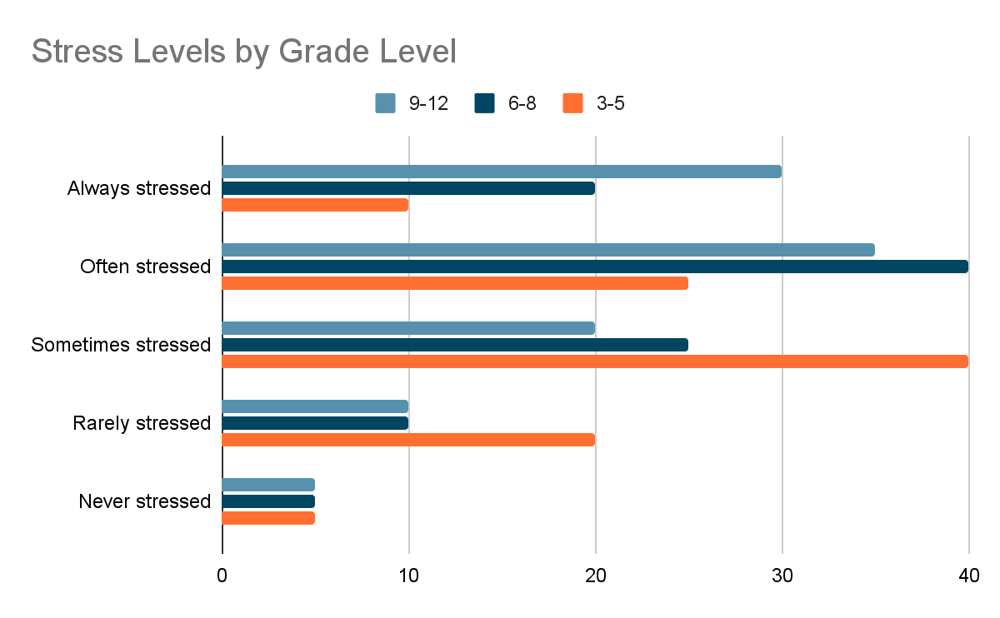 Stress Levels by Grade Level
9-12 6-8 3-5
Always stressed
Often stressed
Sometimes stressed
Rarely stressed
Never stressed
0 10 20 30 40